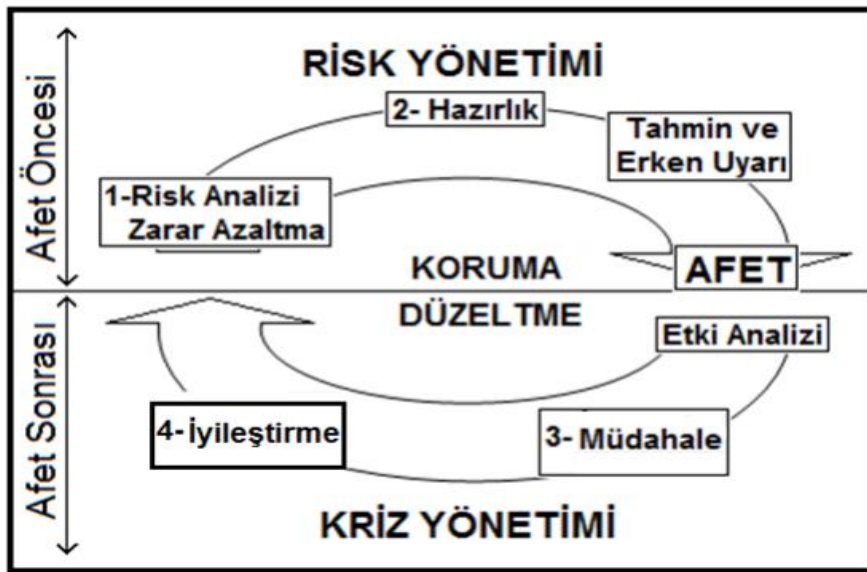 Afet Öncesi
RİSK YÖNETİMİ
2- Hazırlık
Tahmin ve
Erken Uyarı
1-Risk Analizi
Zarar Azaltma
KORUMA
AFET
Afet Sonrası
DÜZELTME
Etki Analizi
4- İyileştirme
3- Müdahale
KRİZ YÖNETİMİ